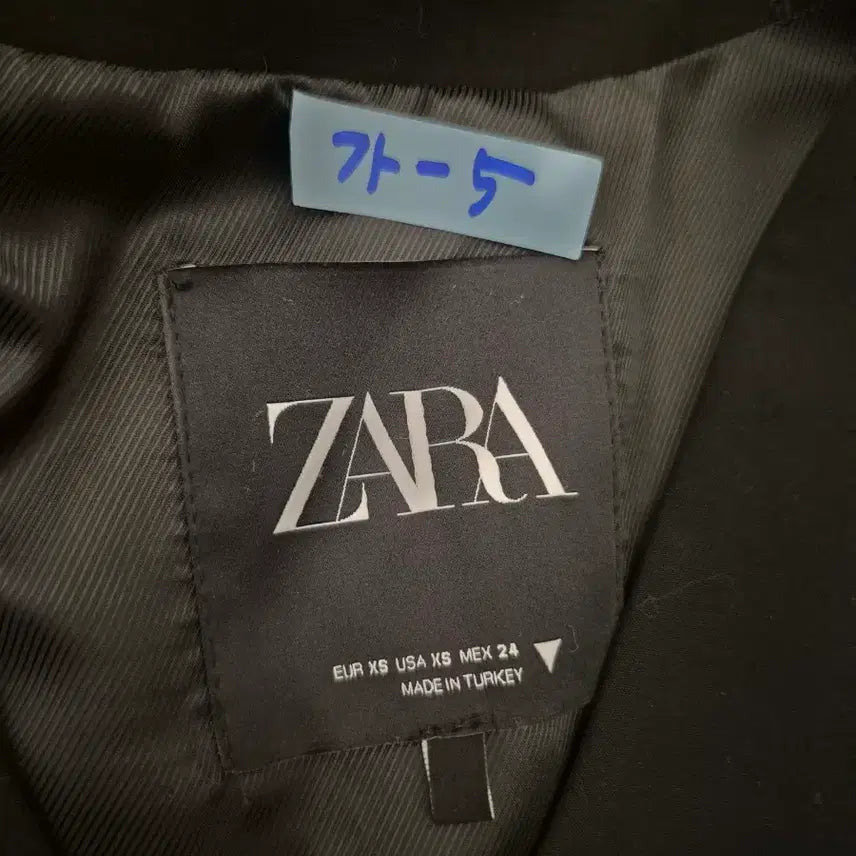 가-5
ZARA
EUR XS USA XS MEX 24
MADE IN TURKEY